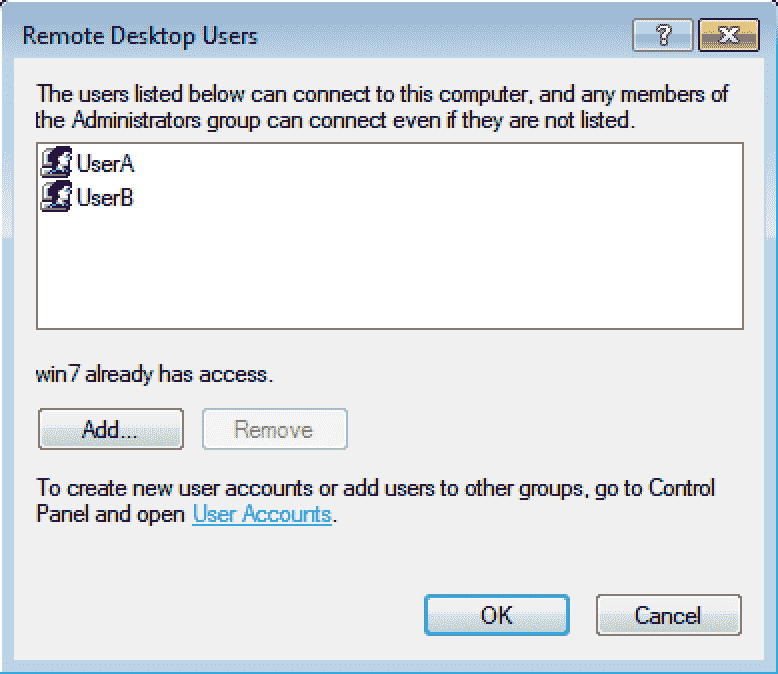 Remote Desktop Users
The users listed below can connect to this computer, and any members of
the Administrators group can connect even if they are not listed.
UserA
UserB
win7 already has access.
Add...
Remove
To create new user accounts or add users to other groups, go to Control
Panel and open User Accounts.
OK
Cancel